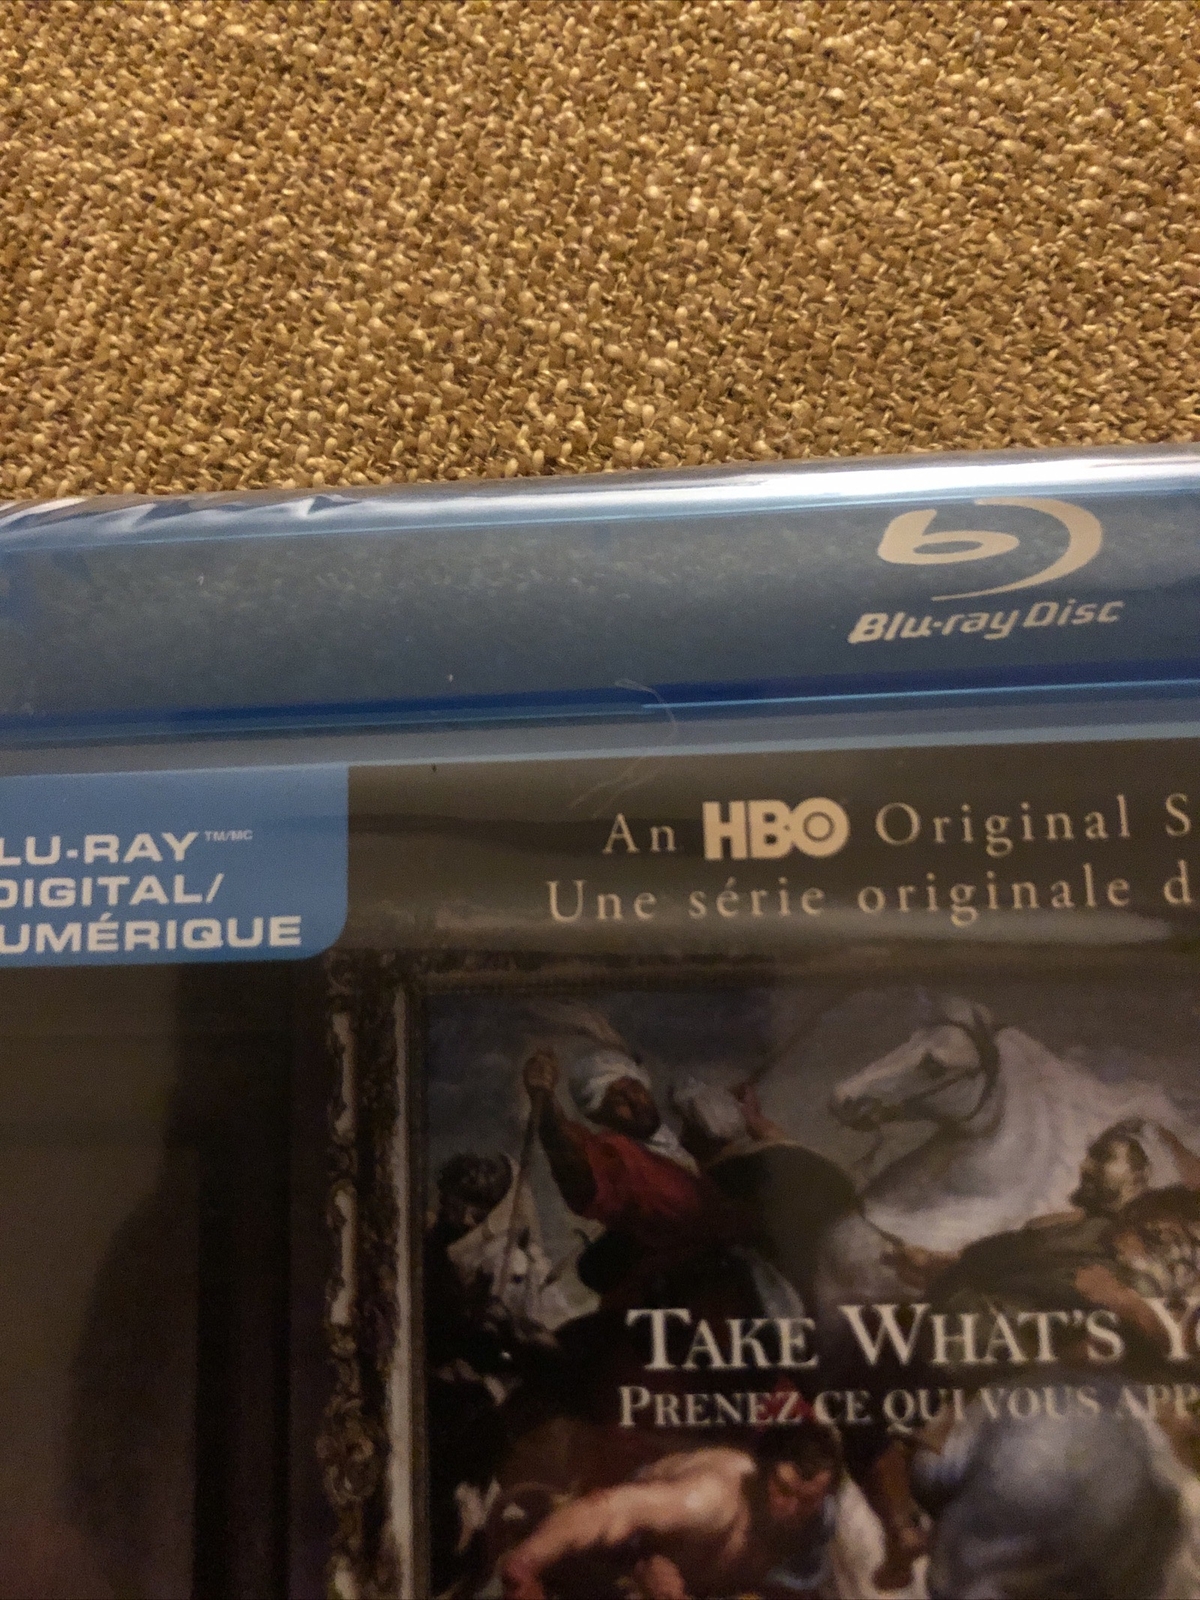 Blu-ray Disc
LU-RAY TM/MC
DIGITAL/
UMÉRIQUE
An HBO Original S
Une série originale d
TAKE WHAT'S YO
PRENEZ CE QUI VOUS APP